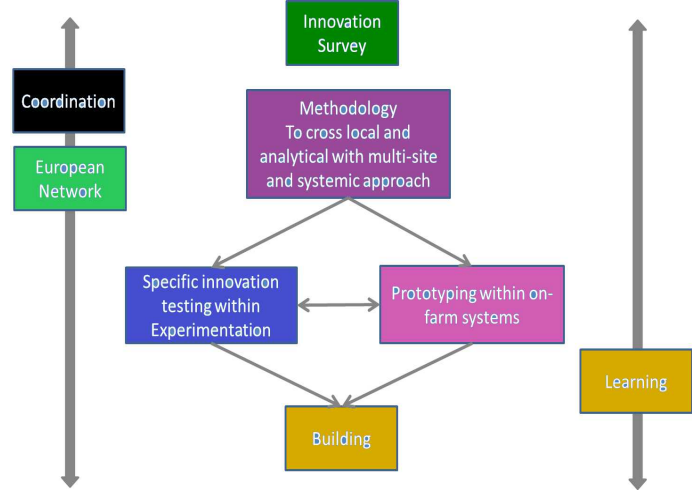 Innovation
Survey
Coordination
European
Network
Methodology
To cross local and
analytical with multi-site
and systemic approach
Specific innovation
testing within
Experimentation
Prototyping within on-
farm systems
Learning
Building